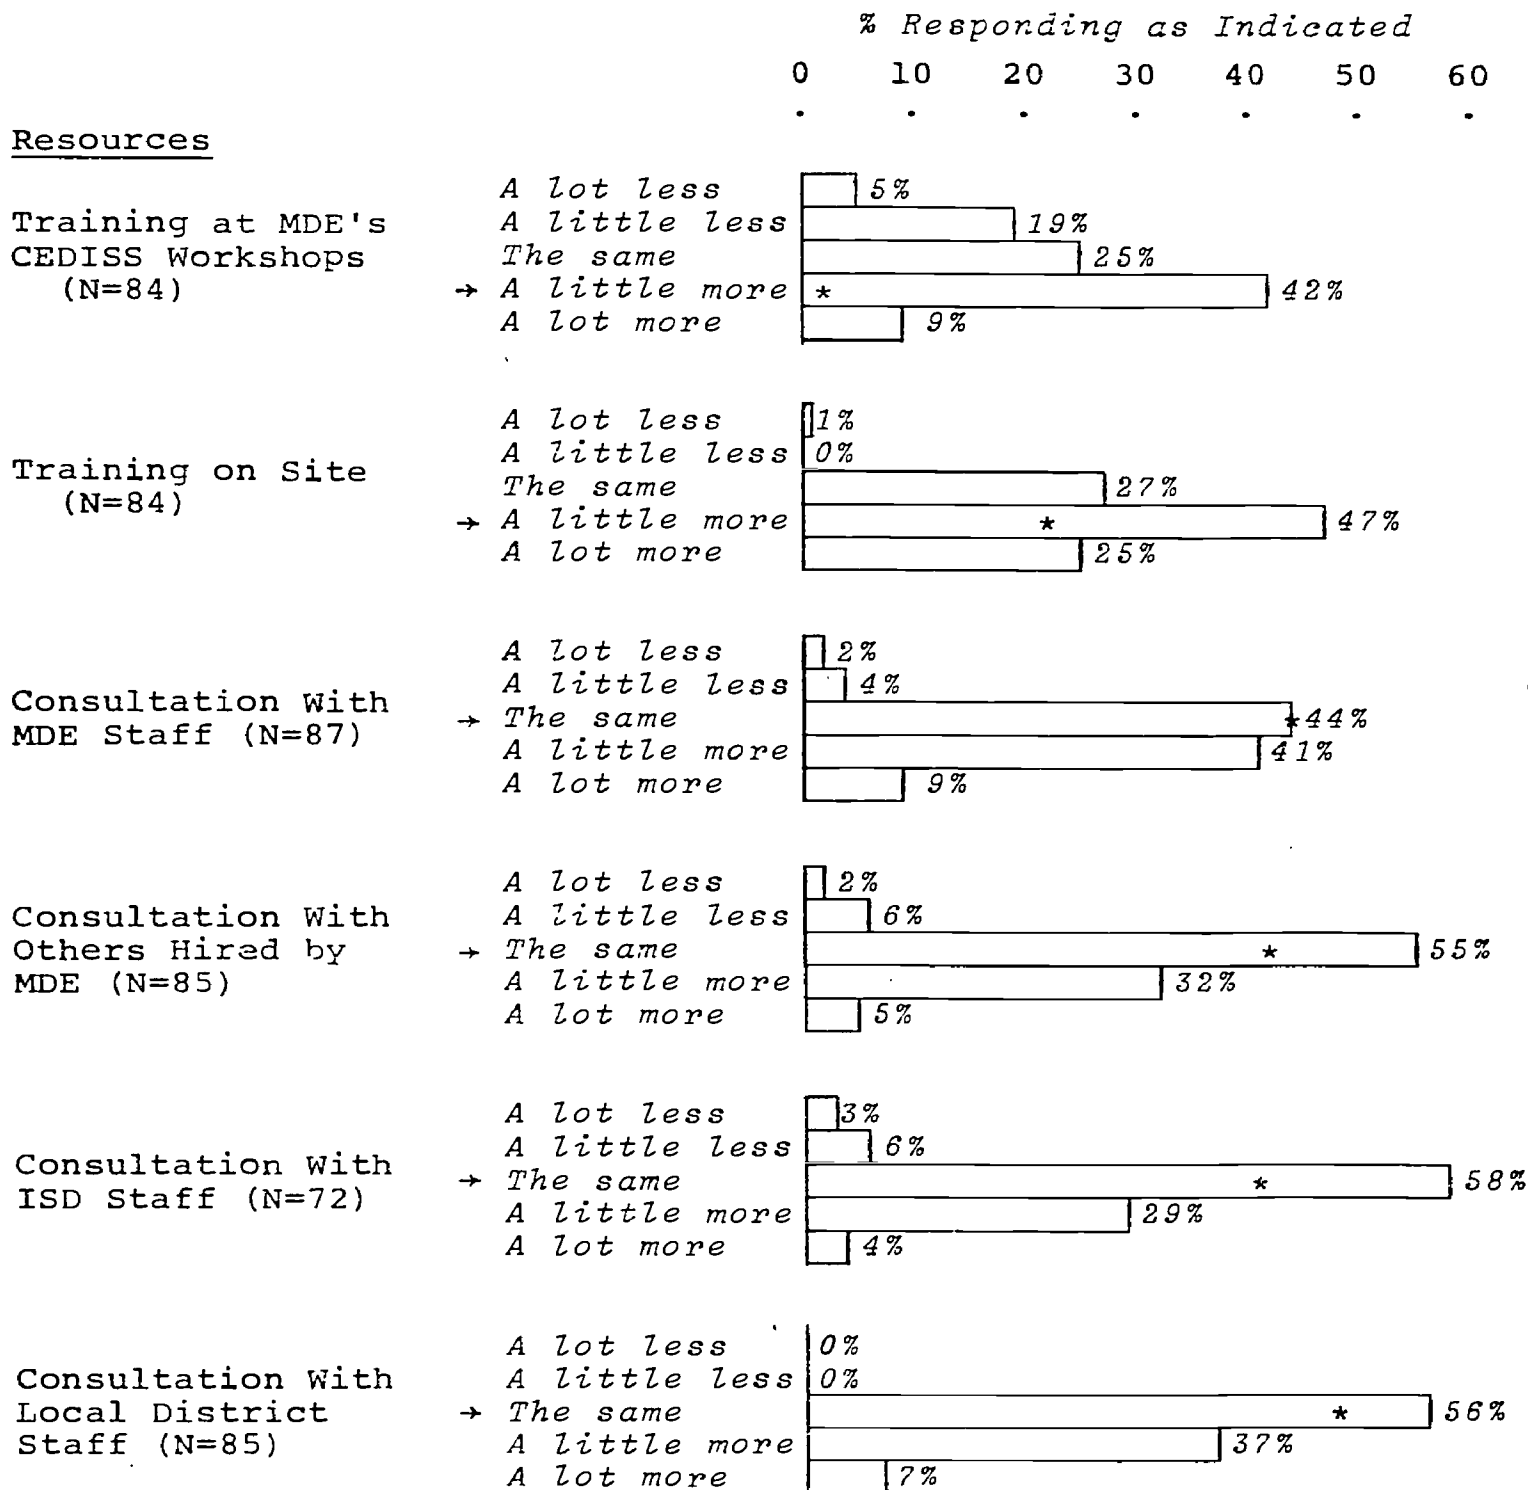 % Responding as Indicated
0 10 20 30 40 50 60
Resources
Training at MDE's
CEDISS Workshops
(N=84)
A lot less 5%
A little less 19%
The same 25%
→ A little more * 42%
A lot more 9%
Training on Site
(N=84)
A lot less 1%
A little less 0%
The same 27%
→ A little more * 47%
A lot more 25%
Consultation With
MDE Staff (N=87)
A lot less 2%
A little less 4%
→ The same * 44%
A little more 41%
A lot more 9%
Consultation With
Others Hired by
MDE (N=85)
A lot less 2%
A little less 6%
→ The same * 55%
A little more 32%
A lot more 5%
Consultation With
ISD Staff (N=72)
A lot less 3%
A little less 6%
→ The same * 58%
A little more 29%
A lot more 4%
Consultation With
Local District
Staff (N=85)
A lot less 0%
A little less 0%
→ The same * 56%
A little more 37%
A lot more 7%